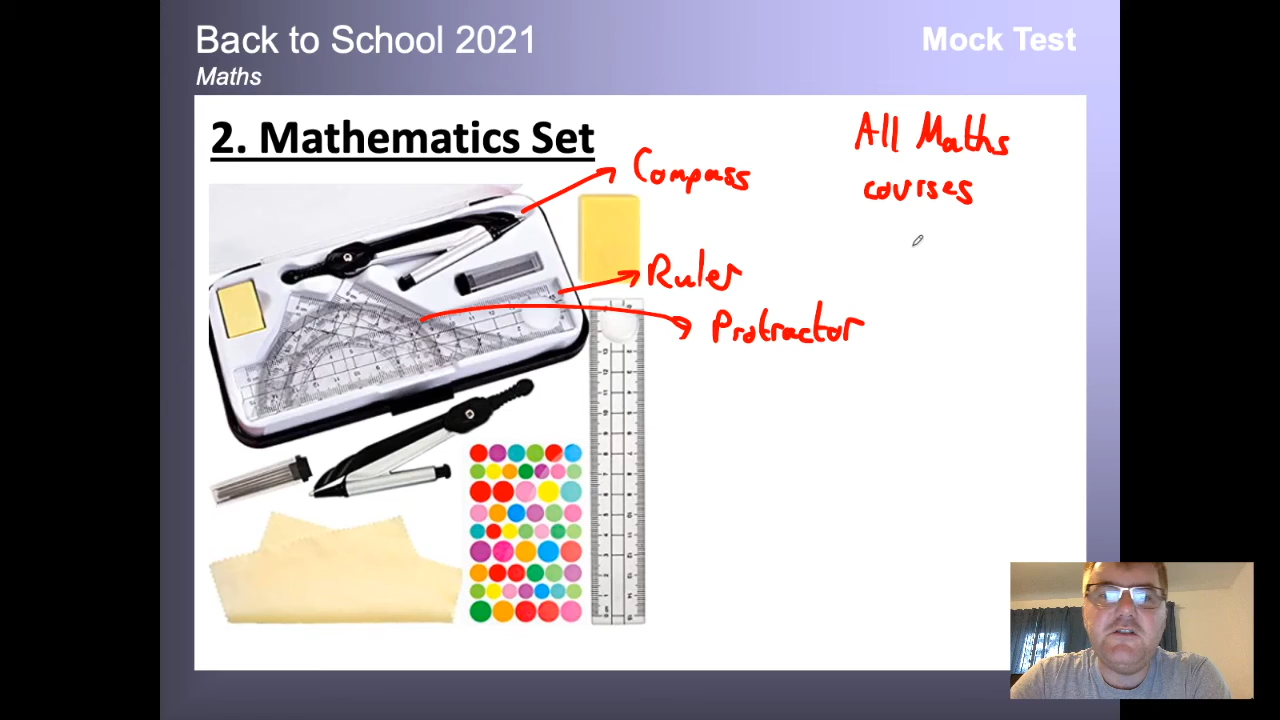 Back to School 2021
Mock Test
Maths
2. Mathematics Set
All Maths
courses
Compass
Ruler
Protractor